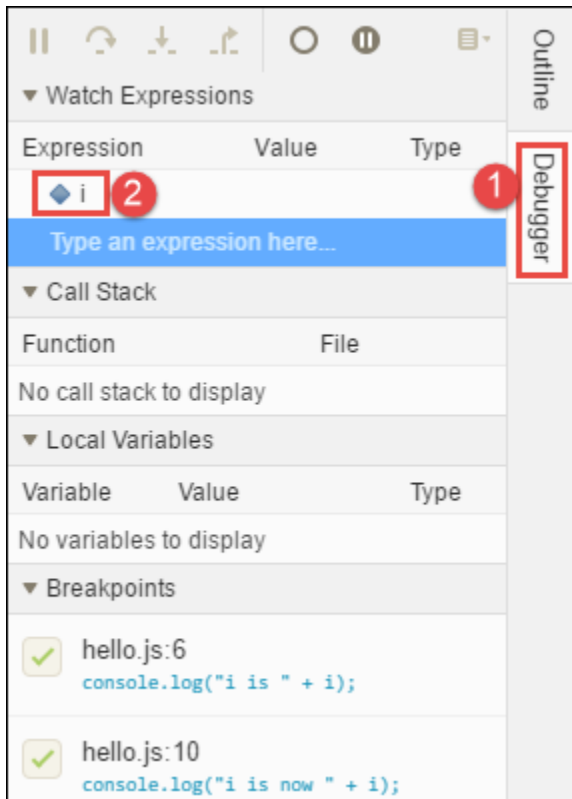 Outline
Debugger
1
Watch Expressions
Expression Value Type
i
2
Type an expression here...
Call Stack
Function File
No call stack to display
Local Variables
Variable Value Type
No variables to display
Breakpoints
hello.js:6
console.log("i is " + i);
hello.js:10
console.log("i is now " + i);